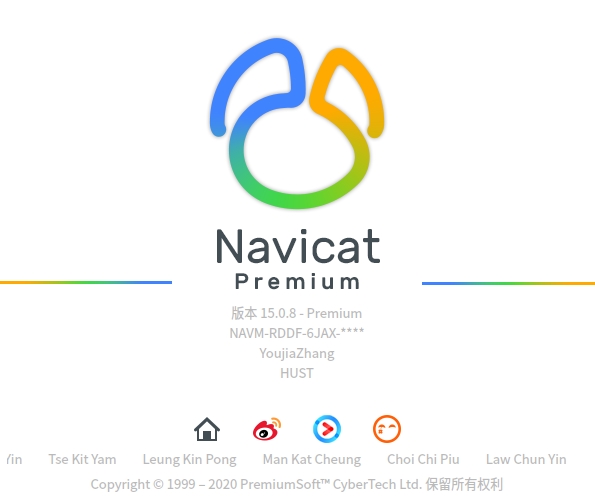 Navicat
Premium
版本 15.0.8 - Premium
NAVM-RDDF-6JAX-****
YoujiaZhang
HUST
Yin Tse Kit Yam Leung Kin Pong Man Kat Cheung Choi Chi Piu Law Chun Yin
Copyright © 1999 – 2020 PremiumSoft™ CyberTech Ltd. 保留所有权利